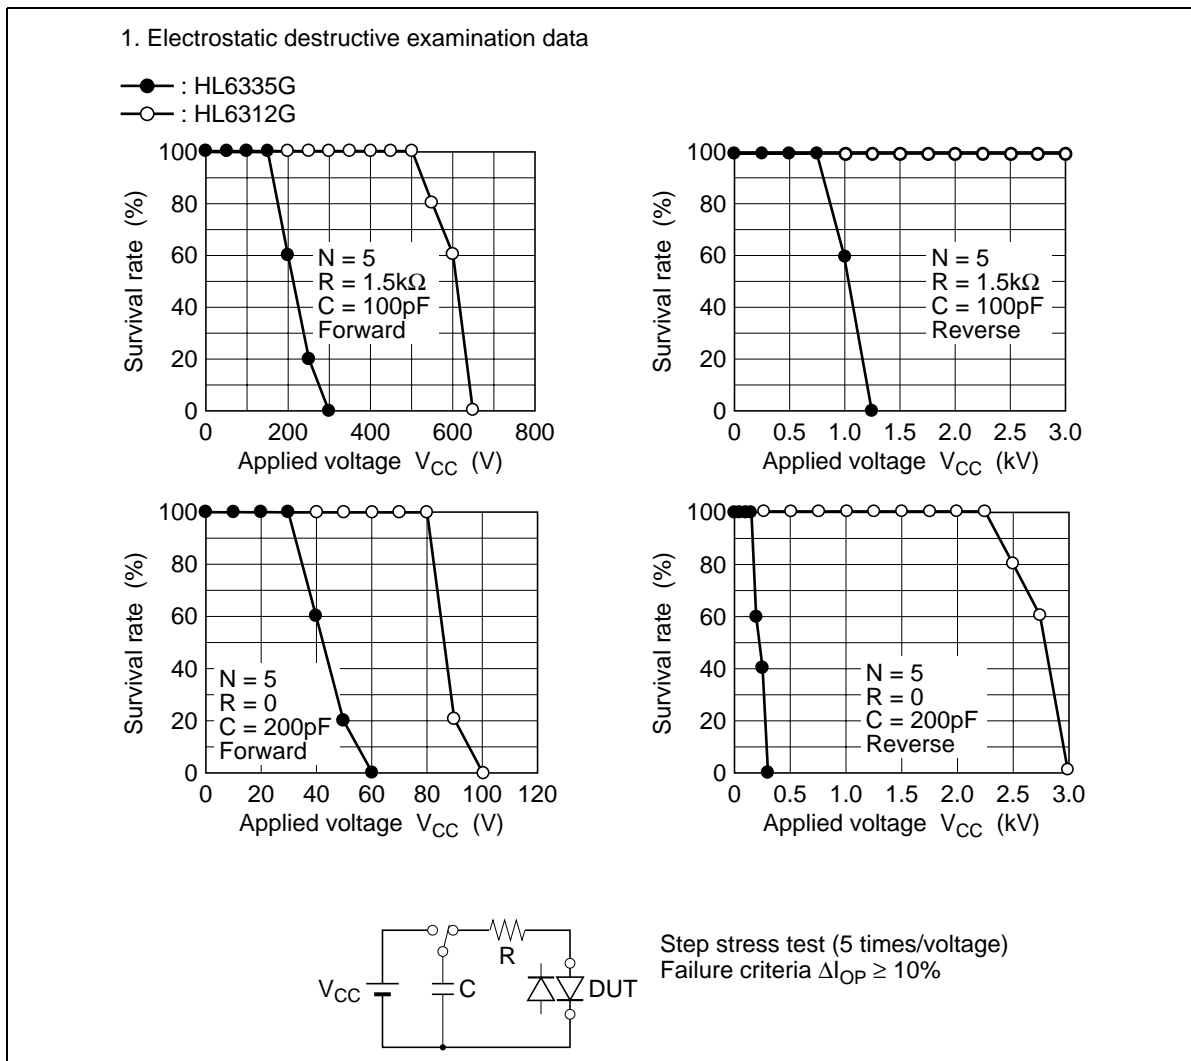 1. Electrostatic destructive examination data
: HL6335G
: HL6312G
Survival rate (%)
100
80
60
40
20
0
N = 5
R = 1.5kΩ
C = 100pF
Forward
0 200 400 600 800
Applied voltage VCC (V)
Survival rate (%)
100
80
60
40
20
0
N = 5
R = 1.5kΩ
C = 100pF
Reverse
0 0.5 1.0 1.5 2.0 2.5 3.0
Applied voltage VCC (kV)
Survival rate (%)
100
80
60
40
20
0
N = 5
R = 0
C = 200pF
Forward
0 20 40 60 80 100 120
Applied voltage VCC (V)
Survival rate (%)
100
80
60
40
20
0
N = 5
R = 0
C = 200pF
Reverse
0 0.5 1.0 1.5 2.0 2.5 3.0
Applied voltage VCC (kV)
R
VCC
C
DUT
Step stress test (5 times/voltage)
Failure criteria ΔIOP ≥ 10%